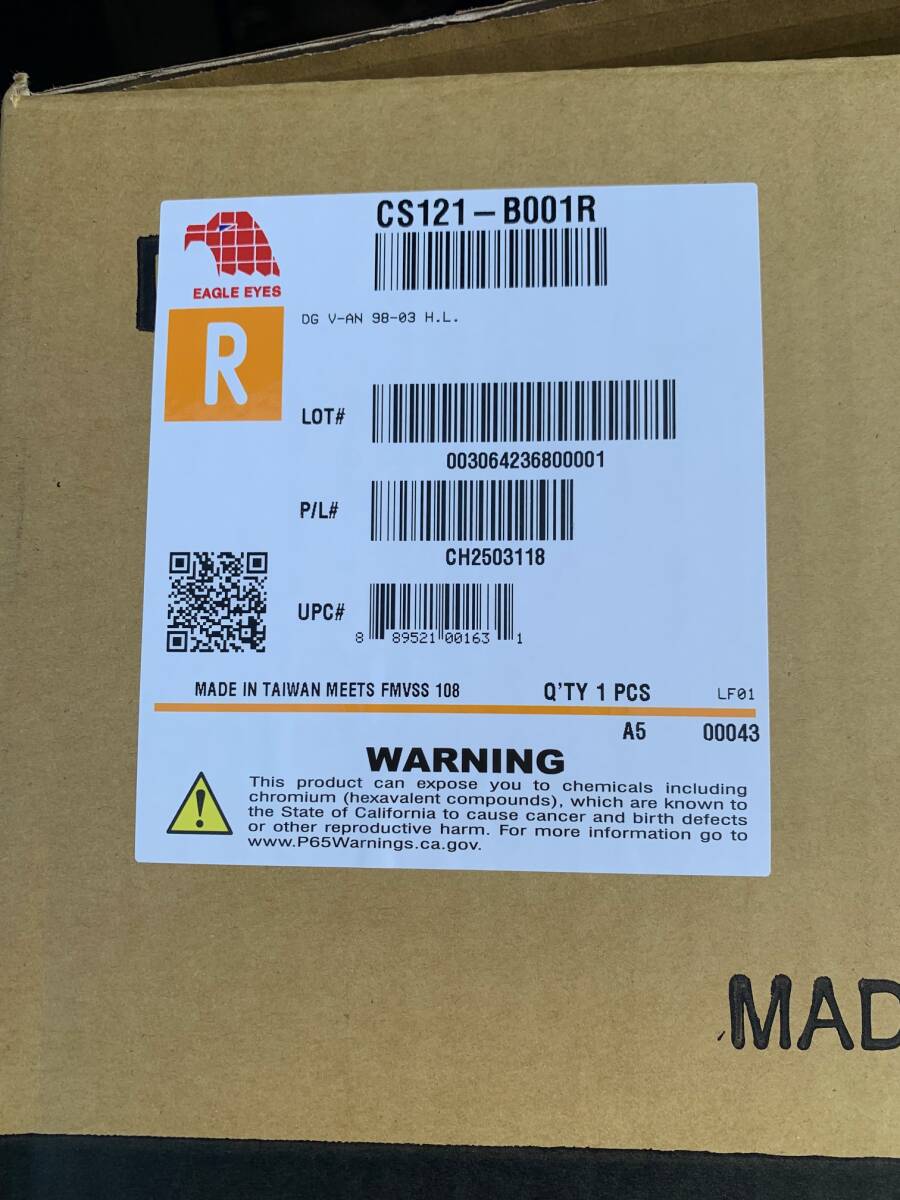 CS121-B001R
EAGLE EYES
R
DG V-AN 98-03 H.L.
LOT#
003064236800001
P/L#
CH2503118
UPC#
8 89521 00163 1
MADE IN TAIWAN MEETS FMVSS 108
Q'TY 1 PCS
LF01
A5
00043
WARNING
This product can expose you to chemicals including
chromium (hexavalent compounds), which are known to
the State of California to cause cancer and birth defects
or other reproductive harm. For more information go to
www.P65Warnings.ca.gov.
MAD